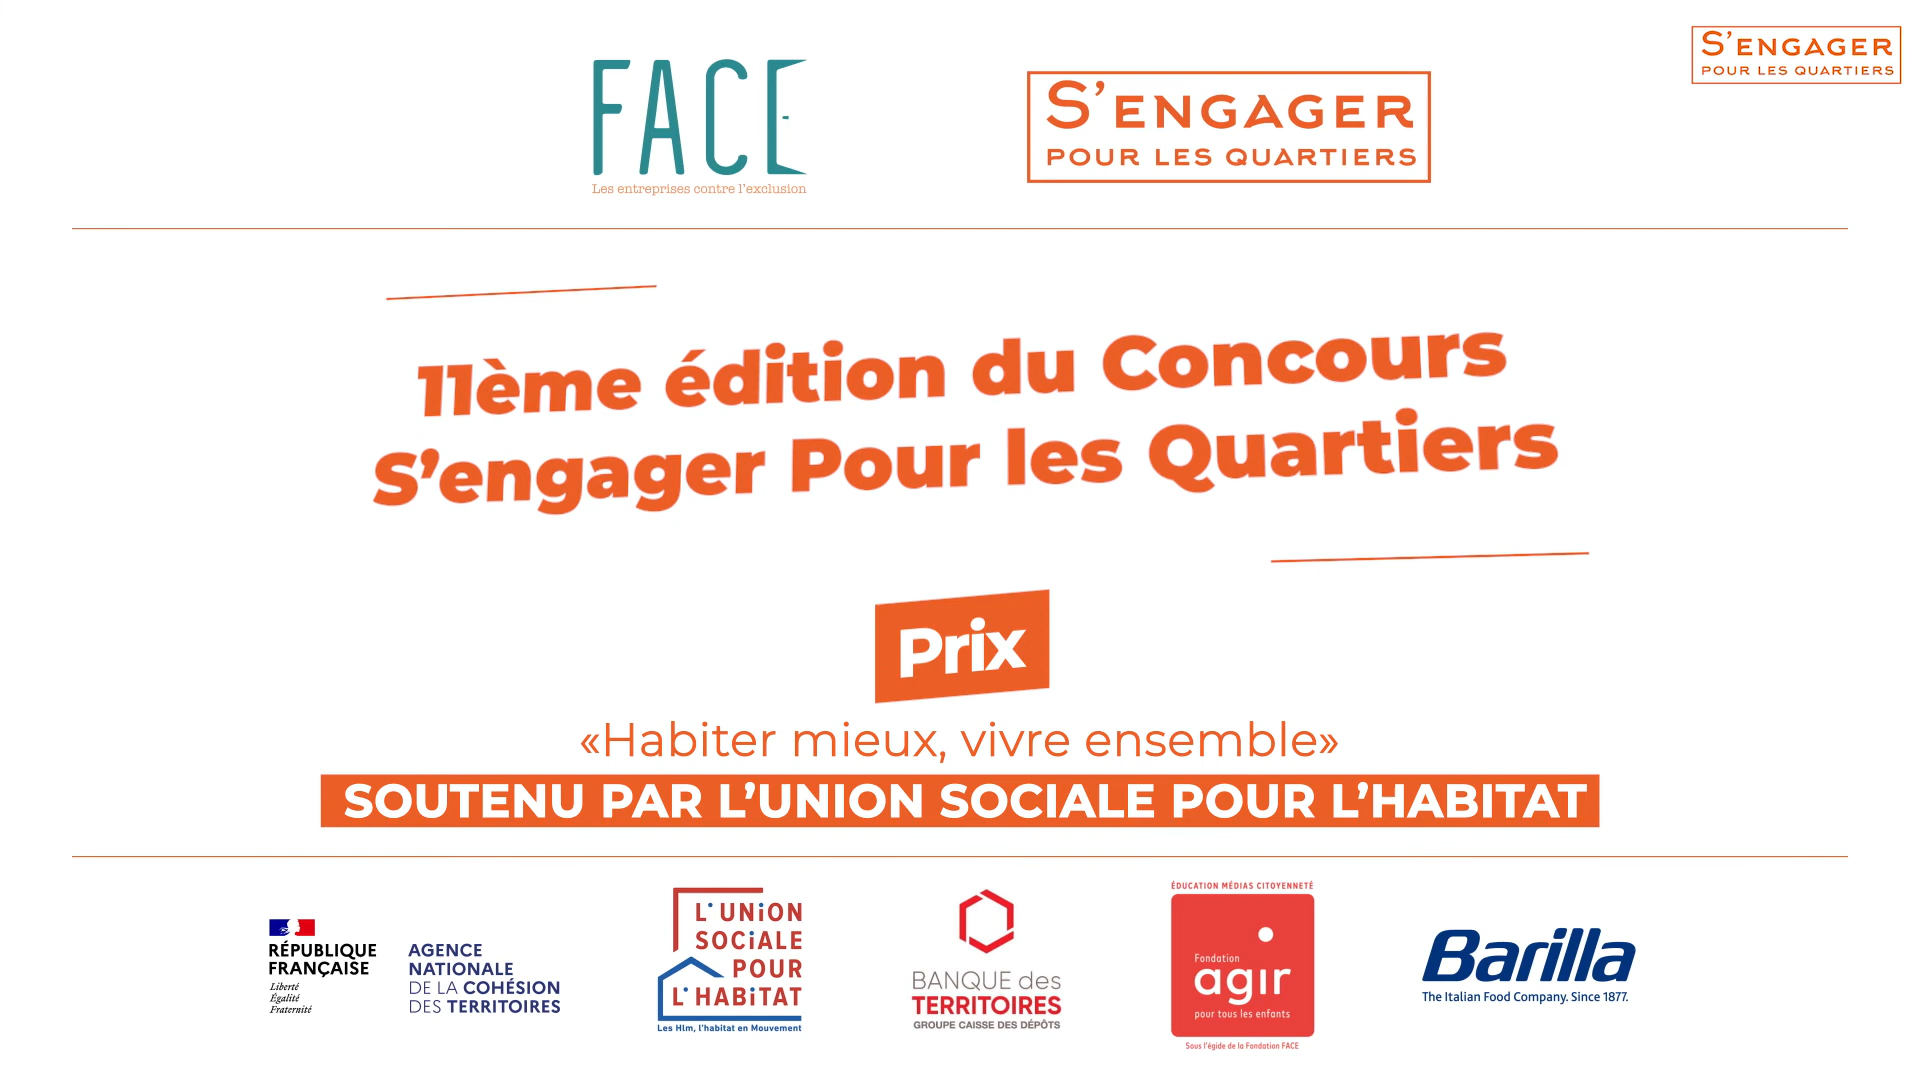 FACE
Les entreprises contre l'exclusion
S'ENGAGER
POUR LES QUARTIERS
S'ENGAGER
POUR LES QUARTIERS
11ème édition du Concours
S'engager Pour les Quartiers
Prix
«Habiter mieux, vivre ensemble»
SOUTENU PAR L'UNION SOCIALE POUR L'HABITAT
RÉPUBLIQUE
FRANÇAISE
Liberté
Égalité
Fraternité
AGENCE
NATIONALE
DE LA COHÉSION
DES TERRITOIRES
L'UNiON
SOCiALE
POUR
L'HABiTAT
Les Hlm, l'habitat en Mouvement
BANQUE des
TERRITOIRES
GROUPE CAISSE DES DÉPÔTS
ÉDUCATION MÉDIAS CITOYENNETÉ
Fondation
agir
pour tous les enfants
Sous l'égide de la Fondation FACE
Barilla
The Italian Food Company. Since 1877.